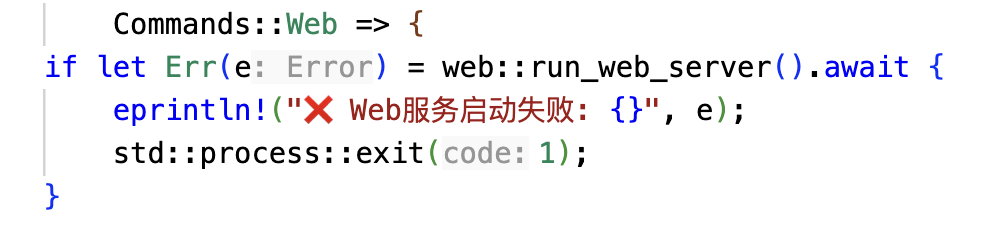 Commands::Web => {
if let Err(e: Error) = web::run_web_server().await {
eprintln!("❌ Web服务启动失败: {}", e);
std::process::exit(code: 1);
}